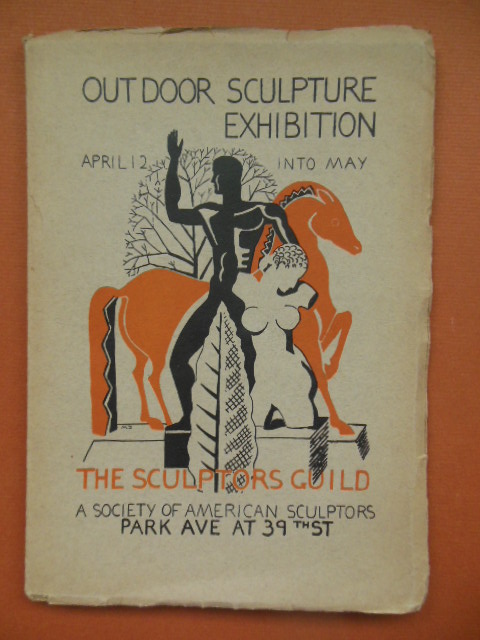 OUTDOOR SCULPTURE
EXHIBITION
APRIL 12 INTO MAY
THE SCULPTORS GUILD
A SOCIETY OF AMERICAN SCULPTORS
PARK AVE AT 39TH ST